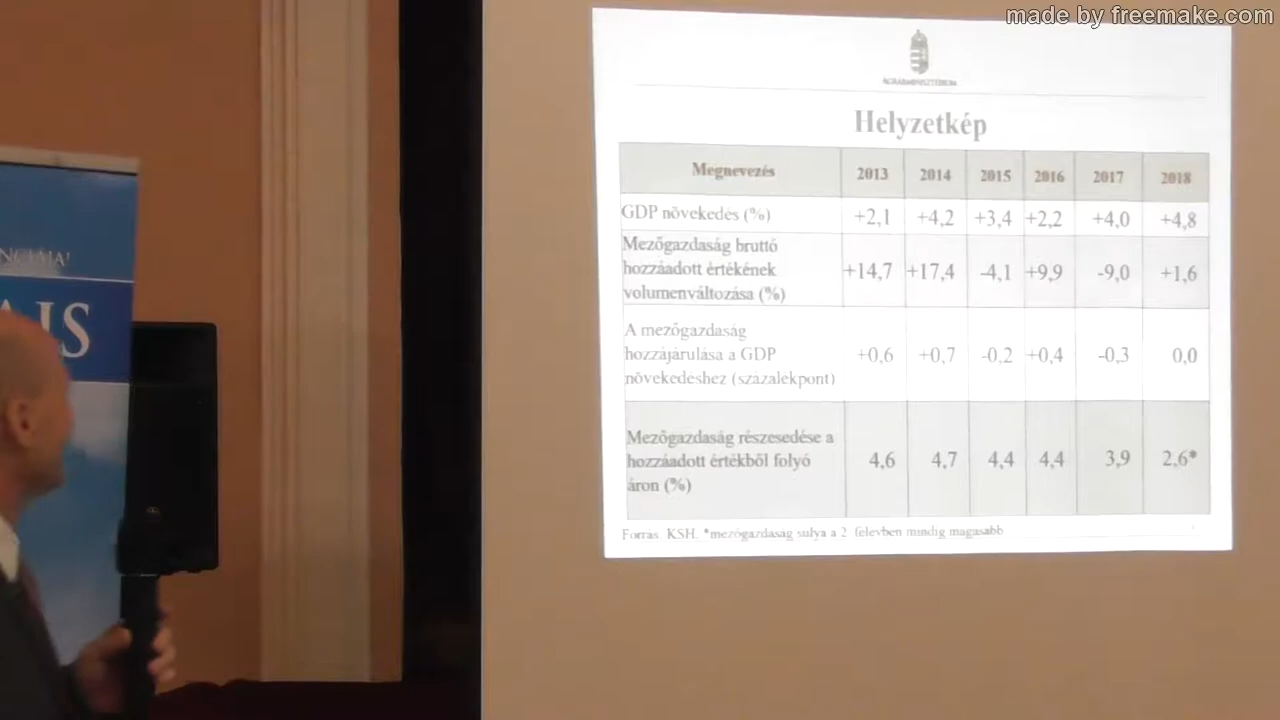 made by freemake.com
AGRÁRMINISZTÉRIUM
Helyzetkép
Megnevezés 2013 2014 2015 2016 2017 2018
GDP növekedés (%) +2,1 +4,2 +3,4 +2,2 +4,0 +4,8
Mezőgazdaság bruttó
hozzáadott értékének +14,7 +17,4 -4,1 +9,9 -9,0 +1,6
volumenváltozása (%)
A mezőgazdaság
hozzájárulása a GDP +0,6 +0,7 -0,2 +0,4 -0,3 0,0
növekedéshez (százalékpont)
Mezőgazdaság részesedése a
hozzáadott értékből folyó 4,6 4,7 4,4 4,4 3,9 2,6*
áron (%)
Forrás: KSH, *mezőgazdaság súlya a 2. félévben mindig magasabb